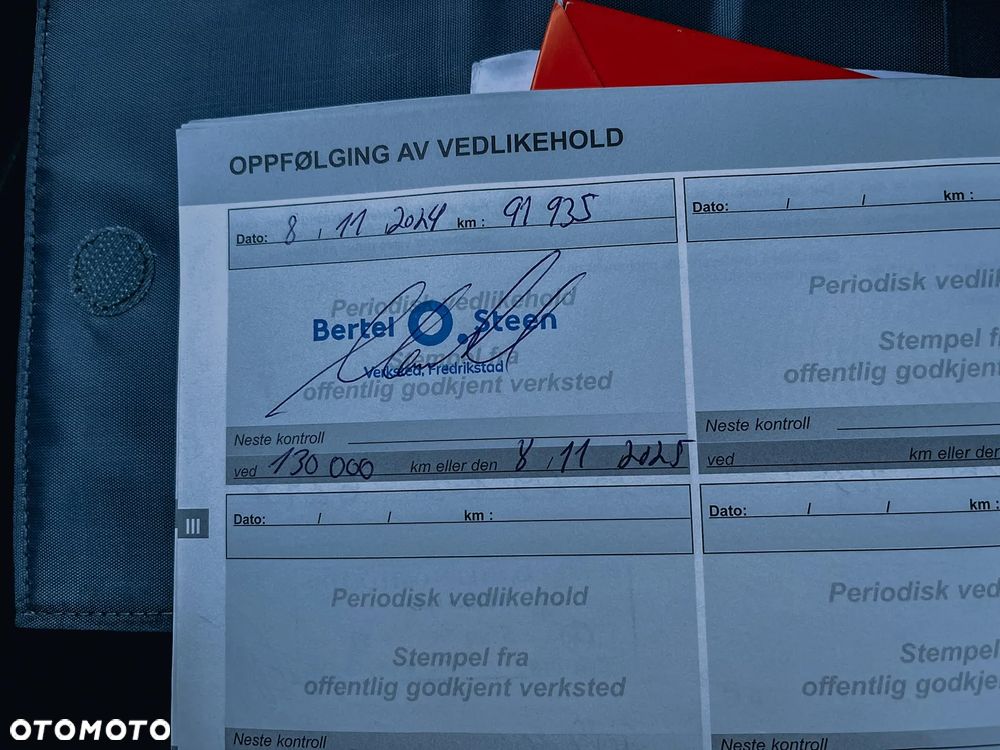 OPPFØLGING AV VEDLIKEHOLD
Dato: 8 / 11 / 2024 km : 91 935
Periodisk vedlikehold
Bertel O. Steen
Stempel fra
Verksted, Fredrikstad
offentlig godkjent verksted
Neste kontroll
ved 130 000 km eller den 8 / 11 2025
Dato: / / km :
Periodisk vedli
Stempel f
offentlig godkjen
Neste kontroll
ved km eller den
III
Dato: / / km :
Periodisk vedlikehold
Stempel fra
offentlig godkjent verksted
Neste kontroll
Dato: / / km :
Periodisk ved
Stempel
offentlig godkje
Neste kontroll
OTOMOTO